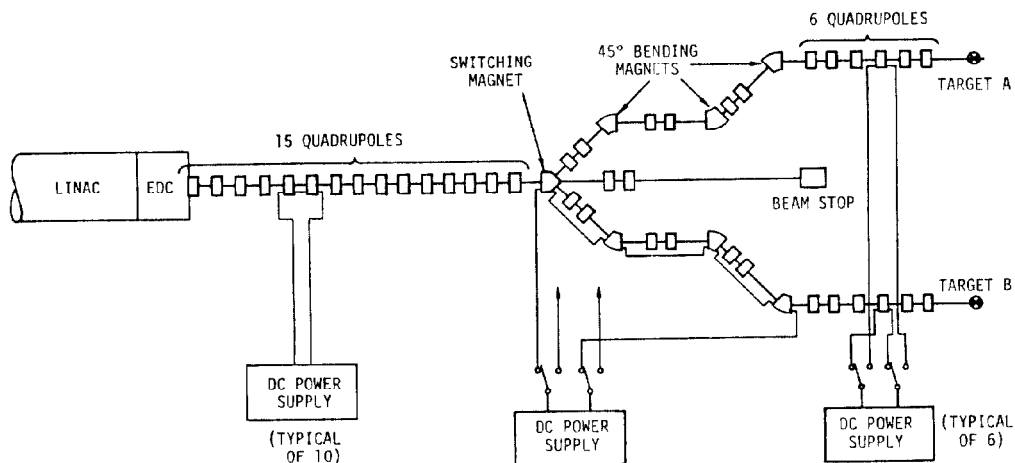 6 QUADRUPOLES
45° BENDING
MAGNETS
SWITCHING
MAGNET
TARGET A
15 QUADRUPOLES
LINAC
EDC
BEAM STOP
TARGET B
DC POWER
SUPPLY
(TYPICAL
OF 10)
DC POWER
SUPPLY
DC POWER
SUPPLY
(TYPICAL
OF 6)